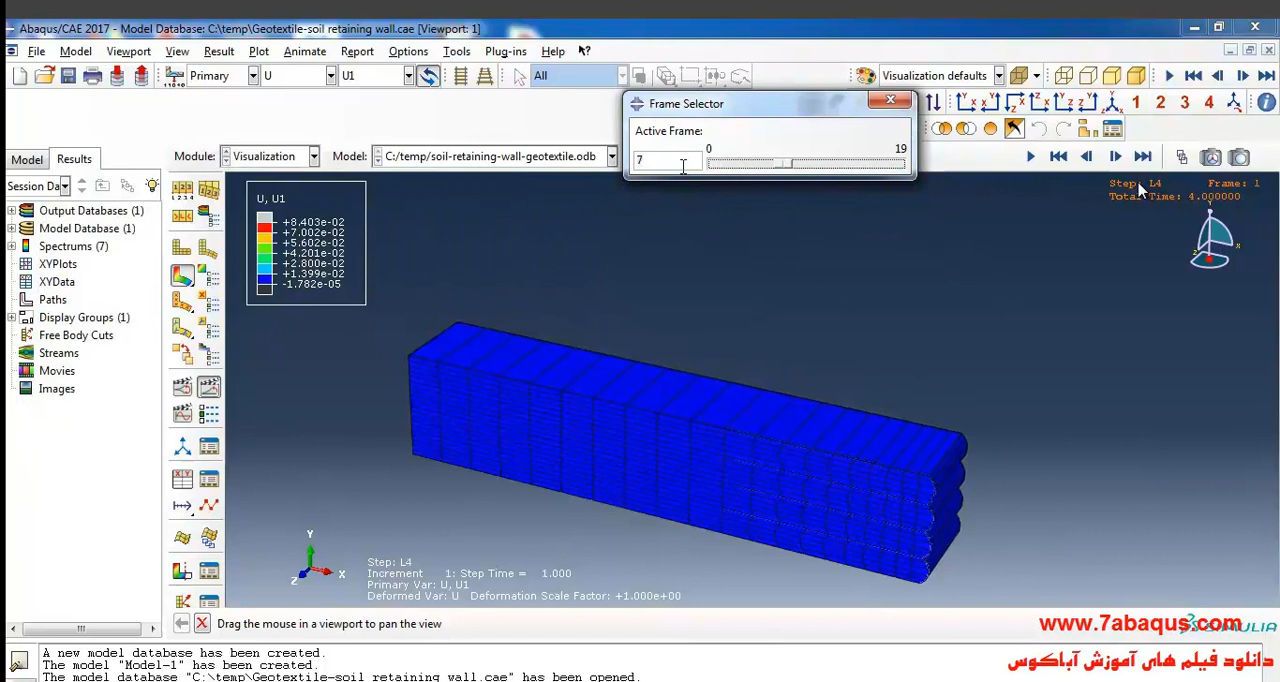 Abaqus/CAE 2017 - Model Database: C:\temp\Geotextile-soil retaining wall.cae [Viewport: 1]
File Model Viewport View Result Plot Options Animate Report Options Tools Plug-ins Help
Primary U U1 All Visualization defaults
1 2 3 4
Frame Selector
Active Frame:
0 19
7
Model Results
Module: Visualization Model: C:/temp/soil-retaining-wall-geotextile.odb
Session Da
Output Databases (1)
Model Database (1)
Spectrums (7)
XYPlots
XYData
Paths
Display Groups (1)
Free Body Cuts
Streams
Movies
Images
U, U1
+8.403e-02
+7.002e-02
+5.602e-02
+4.201e-02
+2.800e-02
+1.399e-02
-1.782e-05
Step: L4 Frame: 1
Total Time: 4.000000
Y
X
Z
Y
X
Z
Step: L4
Increment 1: Step Time = 1.000
Primary Var: U, U1
Deformed Var: U Deformation Scale Factor: +1.000e+00
Drag the mouse in a viewport to pan the view
SIMULIA
www.7abaqus.com
دانلود فیلم های آموزش آباکوس
A new model database has been created.
The model "Model-1" has been created.
The model database "C:\temp\Geotextile-soil retaining wall.cae" has been opened.